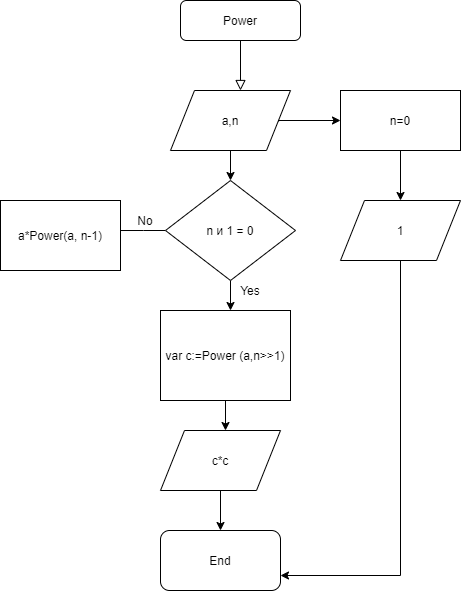 Power
a,n
n=0
a*Power(a, n-1)
No
n и 1 = 0
1
Yes
var c:=Power (a,n>>1)
c*c
End